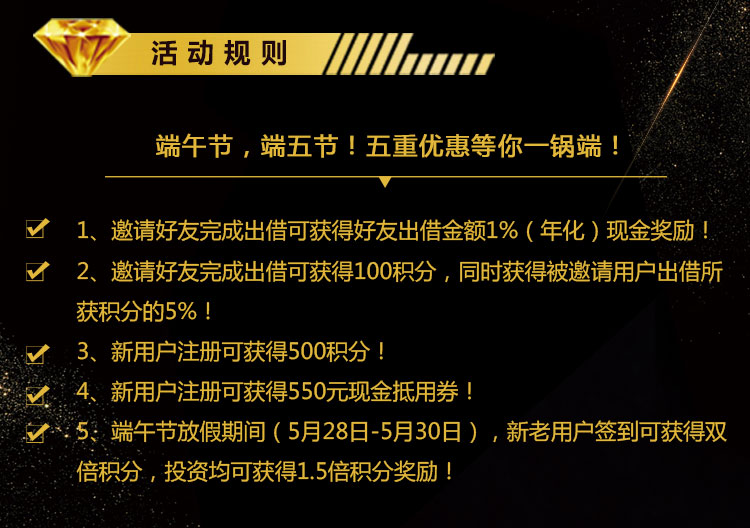 活动规则
端午节，端五节！五重优惠等你一锅端！
1、邀请好友完成出借可获得好友出借金额1%（年化）现金奖励！
2、邀请好友完成出借可获得100积分，同时获得被邀请用户出借所
获积分的5%！
3、新用户注册可获得500积分！
4、新用户注册可获得550元现金抵用券！
5、端午节放假期间（5月28日-5月30日），新老用户签到可获得双
倍积分，投资均可获得1.5倍积分奖励！